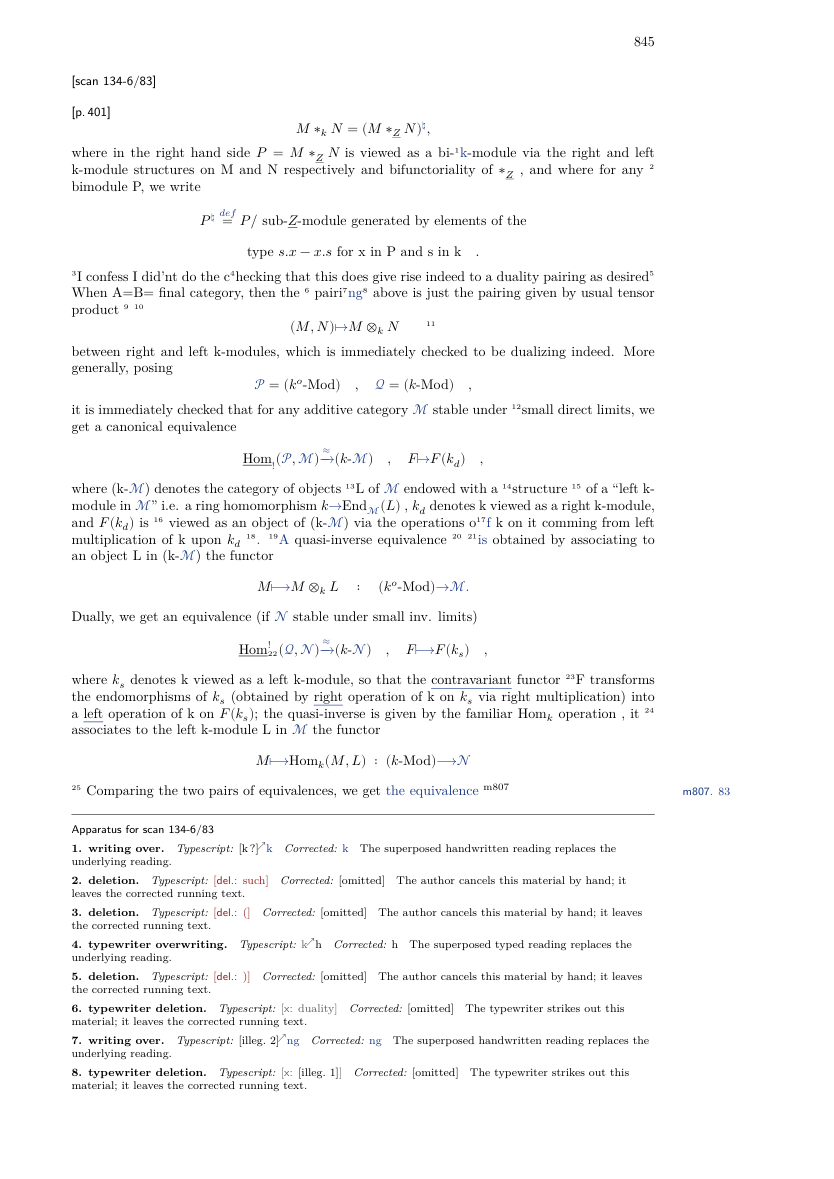 845
[scan 134-6/83]
[p. 401]
M ∗ₖ N = (M ∗_Z N)^♮,
where in the right hand side P = M ∗_Z N is viewed as a bi-¹k-module via the right and left
k-module structures on M and N respectively and bifunctoriality of ∗_Z , and where for any ²
bimodule P, we write
P^♮ =^def P/ sub-Z-module generated by elements of the
type s.x − x.s for x in P and s in k .
³I confess I did'nt do the c⁴hecking that this does give rise indeed to a duality pairing as desired⁵
When A=B= final category, then the ⁶ pairi⁷ng⁸ above is just the pairing given by usual tensor
product ⁹ ¹⁰
(M, N)↦M ⊗ₖ N ¹¹
between right and left k-modules, which is immediately checked to be dualizing indeed. More
generally, posing
𝒫 = (k^o-Mod) , 𝒬 = (k-Mod) ,
it is immediately checked that for any additive category ℳ stable under ¹²small direct limits, we
get a canonical equivalence
Hom_!(𝒫, ℳ) →^≈ (k-ℳ) , F↦F(k_d) ,
where (k-ℳ) denotes the category of objects ¹³L of ℳ endowed with a ¹⁴structure ¹⁵ of a “left k-
module in ℳ” i.e. a ring homomorphism k→End_ℳ(L) , k_d denotes k viewed as a right k-module,
and F(k_d) is ¹⁶ viewed as an object of (k-ℳ) via the operations o¹⁷f k on it comming from left
multiplication of k upon k_d ¹⁸. ¹⁹A quasi-inverse equivalence ²⁰ ²¹is obtained by associating to
an object L in (k-ℳ) the functor
M⟼M ⊗ₖ L : (k^o-Mod)→ℳ.
Dually, we get an equivalence (if 𝒩 stable under small inv. limits)
Hom^!₂₂(𝒬, 𝒩) →^≈ (k-𝒩) , F⟼F(k_s) ,
where k_s denotes k viewed as a left k-module, so that the contravariant functor ²³F transforms
the endomorphisms of k_s (obtained by right operation of k on k_s via right multiplication) into
a left operation of k on F(k_s); the quasi-inverse is given by the familiar Homₖ operation , it ²⁴
associates to the left k-module L in ℳ the functor
M⟼Homₖ(M, L) : (k-Mod)⟶𝒩
²⁵ Comparing the two pairs of equivalences, we get the equivalence ᵐ⁸⁰⁷ m807. 83
Apparatus for scan 134-6/83
1. writing over. Typescript: [k?]↗k Corrected: k The superposed handwritten reading replaces the
underlying reading.
2. deletion. Typescript: [del.: such] Corrected: [omitted] The author cancels this material by hand; it
leaves the corrected running text.
3. deletion. Typescript: [del.: (] Corrected: [omitted] The author cancels this material by hand; it leaves
the corrected running text.
4. typewriter overwriting. Typescript: k↗h Corrected: h The superposed typed reading replaces the
underlying reading.
5. deletion. Typescript: [del.: )] Corrected: [omitted] The author cancels this material by hand; it leaves
the corrected running text.
6. typewriter deletion. Typescript: [x: duality] Corrected: [omitted] The typewriter strikes out this
material; it leaves the corrected running text.
7. writing over. Typescript: [illeg. 2]↗ng Corrected: ng The superposed handwritten reading replaces the
underlying reading.
8. typewriter deletion. Typescript: [x: [illeg. 1]] Corrected: [omitted] The typewriter strikes out this
material; it leaves the corrected running text.